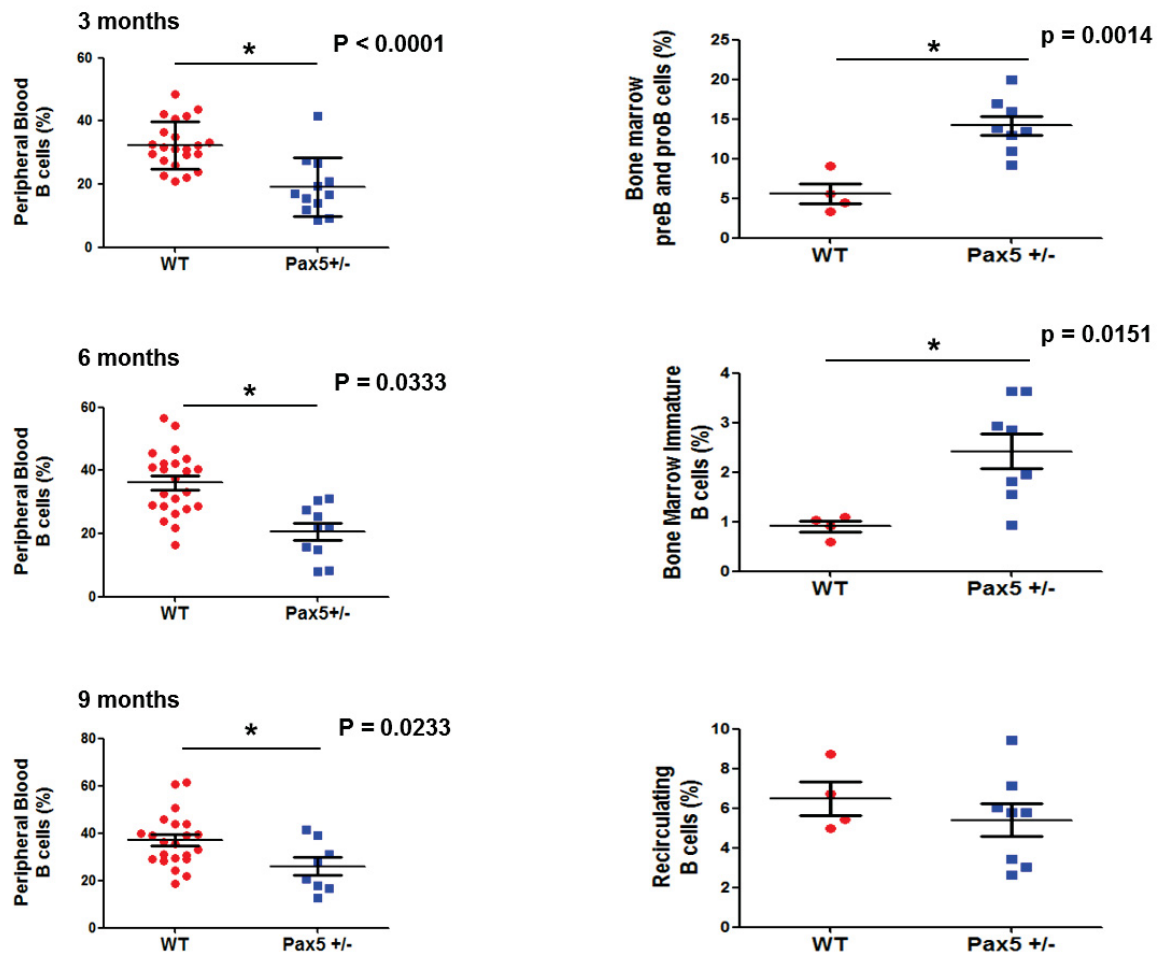 3 months
P < 0.0001
*
Peripheral Blood
B cells (%)
60
40
20
0
WT
Pax5+/-
p = 0.0014
*
Bone marrow
preB and proB cells (%)
25
20
15
10
5
0
WT
Pax5 +/-
6 months
P = 0.0333
*
Peripheral Blood
B cells (%)
60
40
20
0
WT
Pax5+/-
p = 0.0151
*
Bone Marrow Immature
B cells (%)
4
3
2
1
0
WT
Pax5 +/-
9 months
P = 0.0233
*
Peripheral Blood
B cells (%)
80
60
40
20
0
WT
Pax5 +/-
Recirculating
B cells (%)
10
8
6
4
2
0
WT
Pax5 +/-